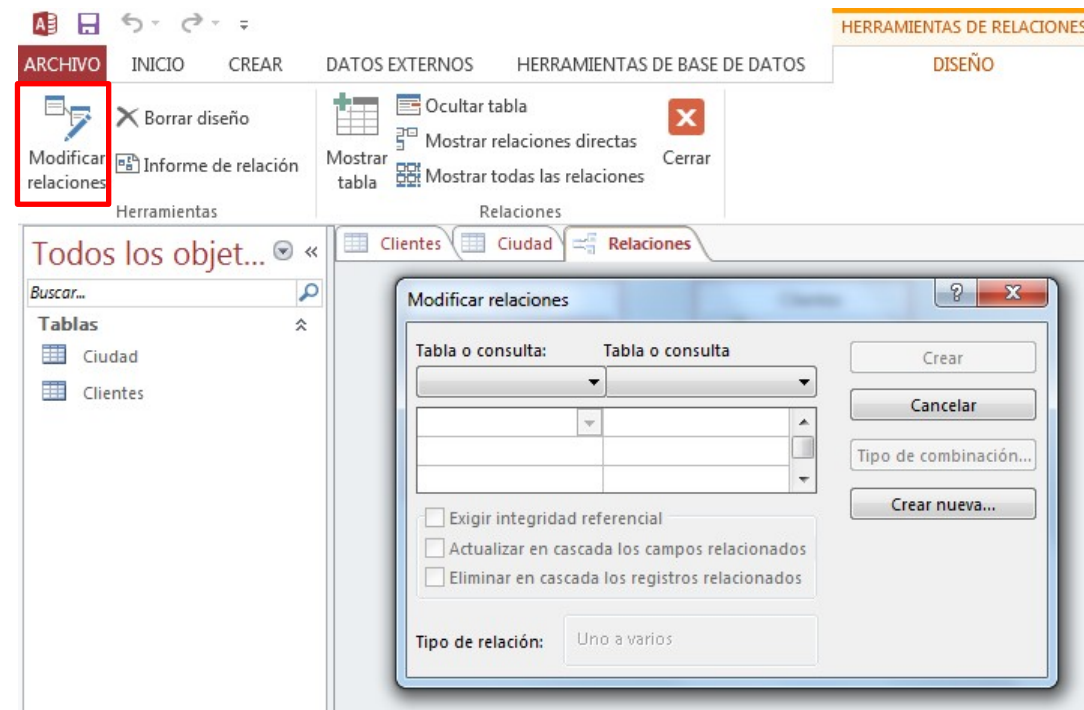 HERRAMIENTAS DE RELACIONES
ARCHIVO INICIO CREAR DATOS EXTERNOS HERRAMIENTAS DE BASE DE DATOS DISEÑO
Modificar relaciones
Borrar diseño
Informe de relación
Herramientas
Mostrar tabla
Ocultar tabla
Mostrar relaciones directas
Mostrar todas las relaciones
Cerrar
Relaciones
Todos los objet... «
Buscar...
Tablas
Ciudad
Clientes
Clientes Ciudad Relaciones
Modificar relaciones
Tabla o consulta: Tabla o consulta
Crear
Cancelar
Tipo de combinación...
Crear nueva...
Exigir integridad referencial
Actualizar en cascada los campos relacionados
Eliminar en cascada los registros relacionados
Tipo de relación: Uno a varios